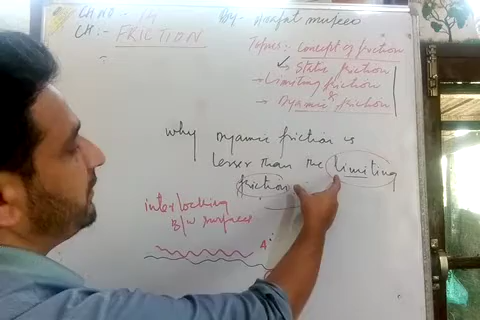 CH NO:- 14 By- Arafat mufeed
CH:- FRICTION
Topics: Concept of friction
Static friction
Limiting friction
&
Dynamic friction
Why Dynamic friction is
lesser than the Limiting
friction
interlocking
B/w surfaces
A